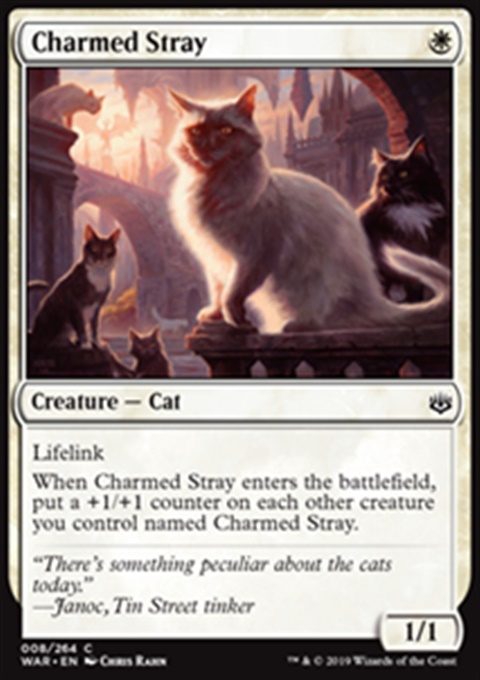 Charmed Stray
Creature — Cat
Lifelink
When Charmed Stray enters the battlefield,
put a +1/+1 counter on each other creature
you control named Charmed Stray.
"There's something peculiar about the cats
today."
—Janoc, Tin Street tinker
1/1
008/264 C
WAR • EN Chris Rahn
™ & © 2019 Wizards of the Coast